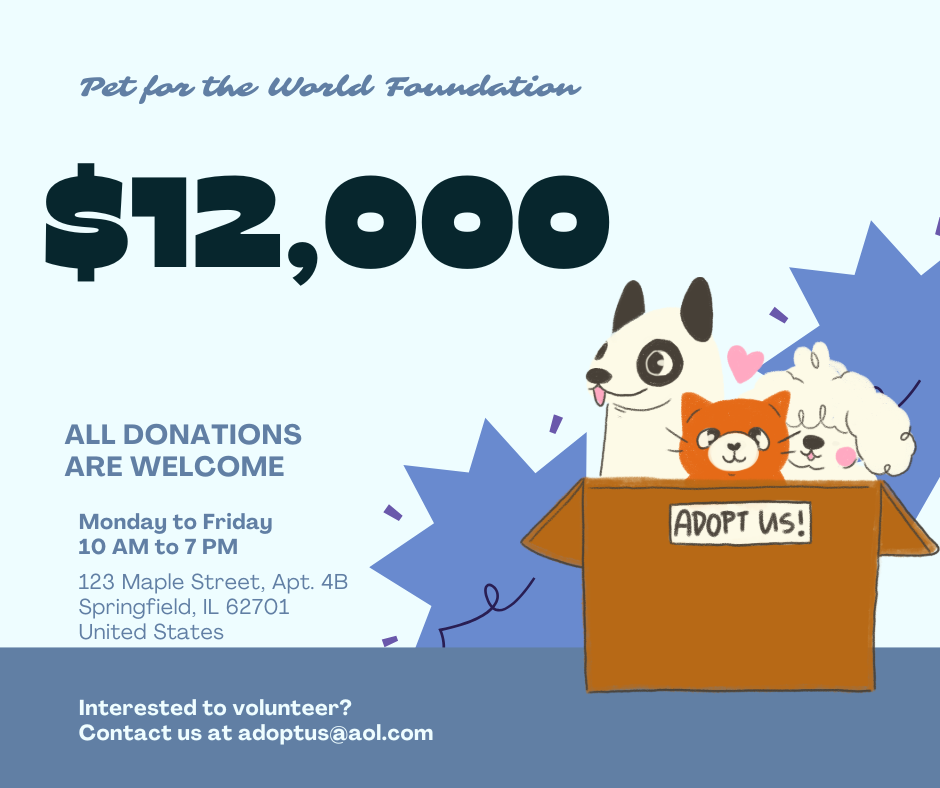 Pet for the World Foundation
$12,000
ALL DONATIONS
ARE WELCOME
Monday to Friday
10 AM to 7 PM
123 Maple Street, Apt. 4B
Springfield, IL 62701
United States
ADOPT US!
Interested to volunteer?
Contact us at adoptus@aol.com